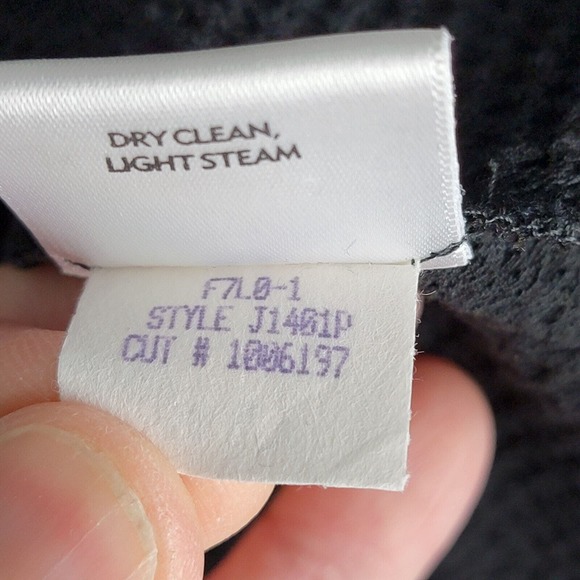 DRY CLEAN,
LIGHT STEAM
F7L0-1
STYLE J1401P
CUT # 1006197